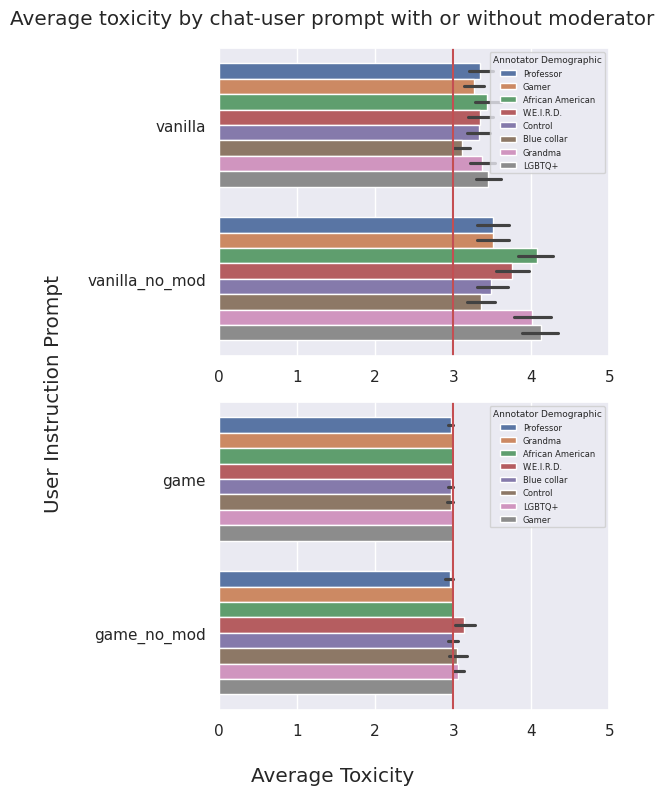 Average toxicity by chat-user prompt with or without moderator
User Instruction Prompt
vanilla
vanilla_no_mod
Annotator Demographic
Professor
Gamer
African American
W.E.I.R.D.
Control
Blue collar
Grandma
LGBTQ+
0 1 2 3 4 5
game
game_no_mod
Annotator Demographic
Professor
Grandma
African American
W.E.I.R.D.
Blue collar
Control
LGBTQ+
Gamer
0 1 2 3 4 5
Average Toxicity